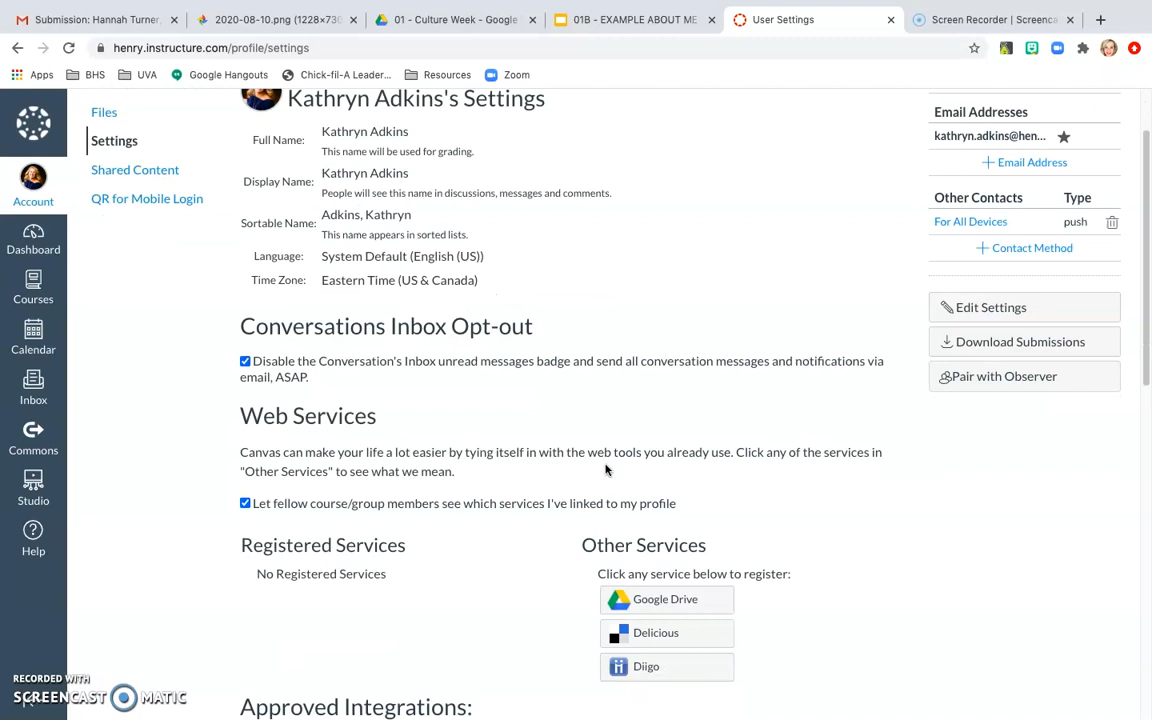 Submission: Hannah Turner,
2020-08-10.png (1228×730
01 - Culture Week - Google
01B - EXAMPLE ABOUT ME
User Settings
Screen Recorder | Screenca
henry.instructure.com/profile/settings
Apps
BHS
UVA
Google Hangouts
Chick-fil-A Leader...
Resources
Zoom
Account
Dashboard
Courses
Calendar
Inbox
Commons
Studio
Help
Files
Settings
Shared Content
QR for Mobile Login
Kathryn Adkins's Settings
Full Name: Kathryn Adkins
This name will be used for grading.
Display Name: Kathryn Adkins
People will see this name in discussions, messages and comments.
Sortable Name: Adkins, Kathryn
This name appears in sorted lists.
Language: System Default (English (US))
Time Zone: Eastern Time (US & Canada)
Conversations Inbox Opt-out
Disable the Conversation's Inbox unread messages badge and send all conversation messages and notifications via
email, ASAP.
Web Services
Canvas can make your life a lot easier by tying itself in with the web tools you already use. Click any of the services in
"Other Services" to see what we mean.
Let fellow course/group members see which services I've linked to my profile
Registered Services
No Registered Services
Other Services
Click any service below to register:
Google Drive
Delicious
Diigo
Approved Integrations:
Email Addresses
kathryn.adkins@hen...
+ Email Address
Other Contacts Type
For All Devices push
+ Contact Method
Edit Settings
Download Submissions
Pair with Observer
RECORDED WITH
SCREENCAST MATIC